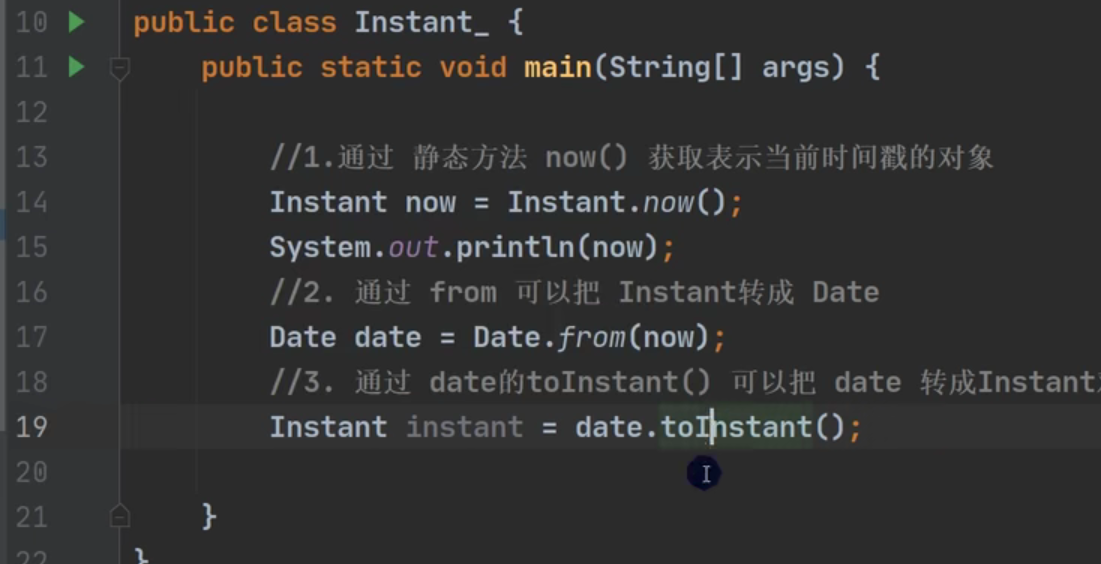 10 public class Instant_ {
11 public static void main(String[] args) {
12
13 //1.通过 静态方法 now() 获取表示当前时间戳的对象
14 Instant now = Instant.now();
15 System.out.println(now);
16 //2. 通过 from 可以把 Instant转成 Date
17 Date date = Date.from(now);
18 //3. 通过 date的toInstant() 可以把 date 转成Instant
19 Instant instant = date.toInstant();
20
21 }
22 }